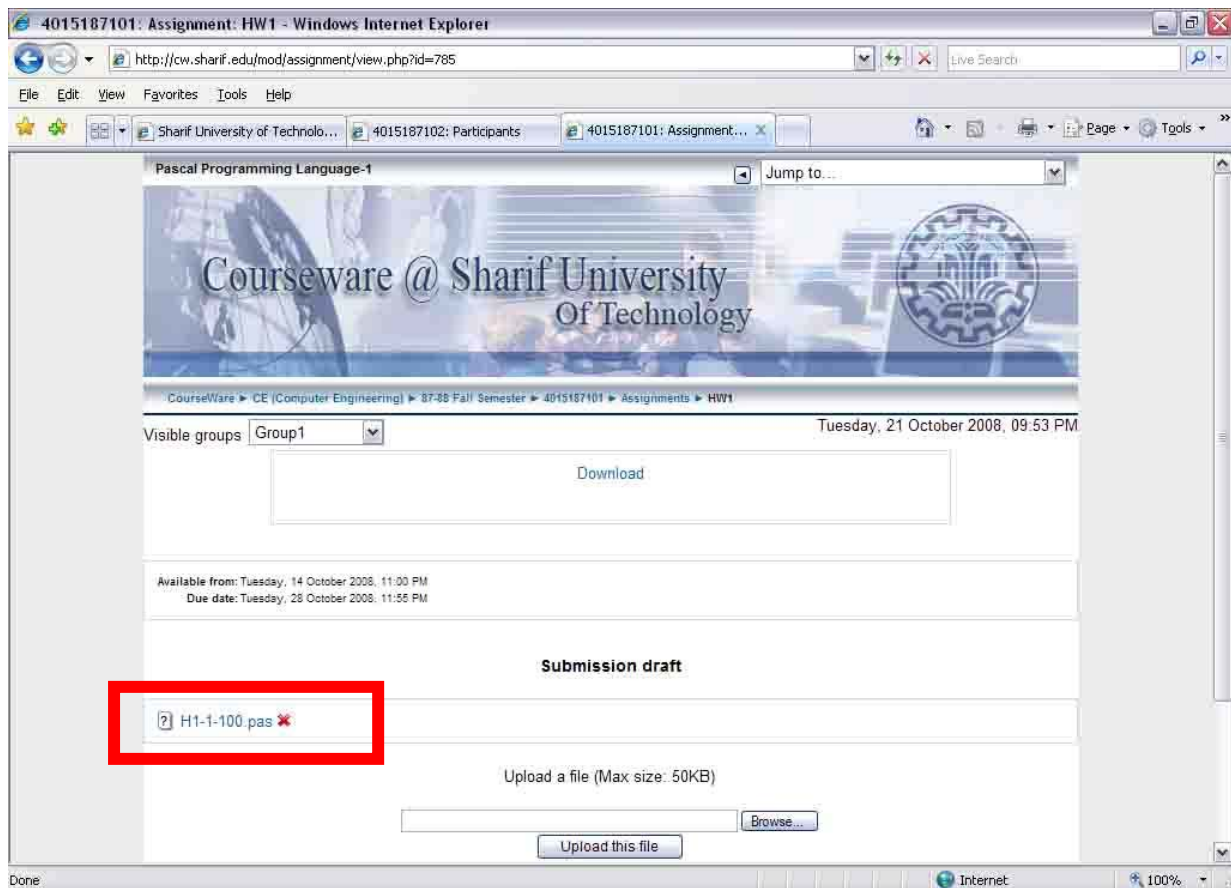 4015187101: Assignment: HW1 - Windows Internet Explorer
http://cw.sharif.edu/mod/assignment/view.php?id=785
Live Search
File Edit View Favorites Tools Help
Sharif University of Technolo... 4015187102: Participants 4015187101: Assignment... Page Tools
Pascal Programming Language-1
Jump to...
Courseware @ Sharif University
Of Technology
CourseWare ► CE (Computer Engineering) ► 87-88 Fall Semester ► 4015187101 ► Assignments ► HW1
Visible groups Group1
Tuesday, 21 October 2008, 09:53 PM
Download
Available from: Tuesday, 14 October 2008, 11:00 PM
Due date: Tuesday, 28 October 2008, 11:55 PM
Submission draft
H1-1-100.pas
Upload a file (Max size: 50KB)
Browse...
Upload this file
Done Internet 100%